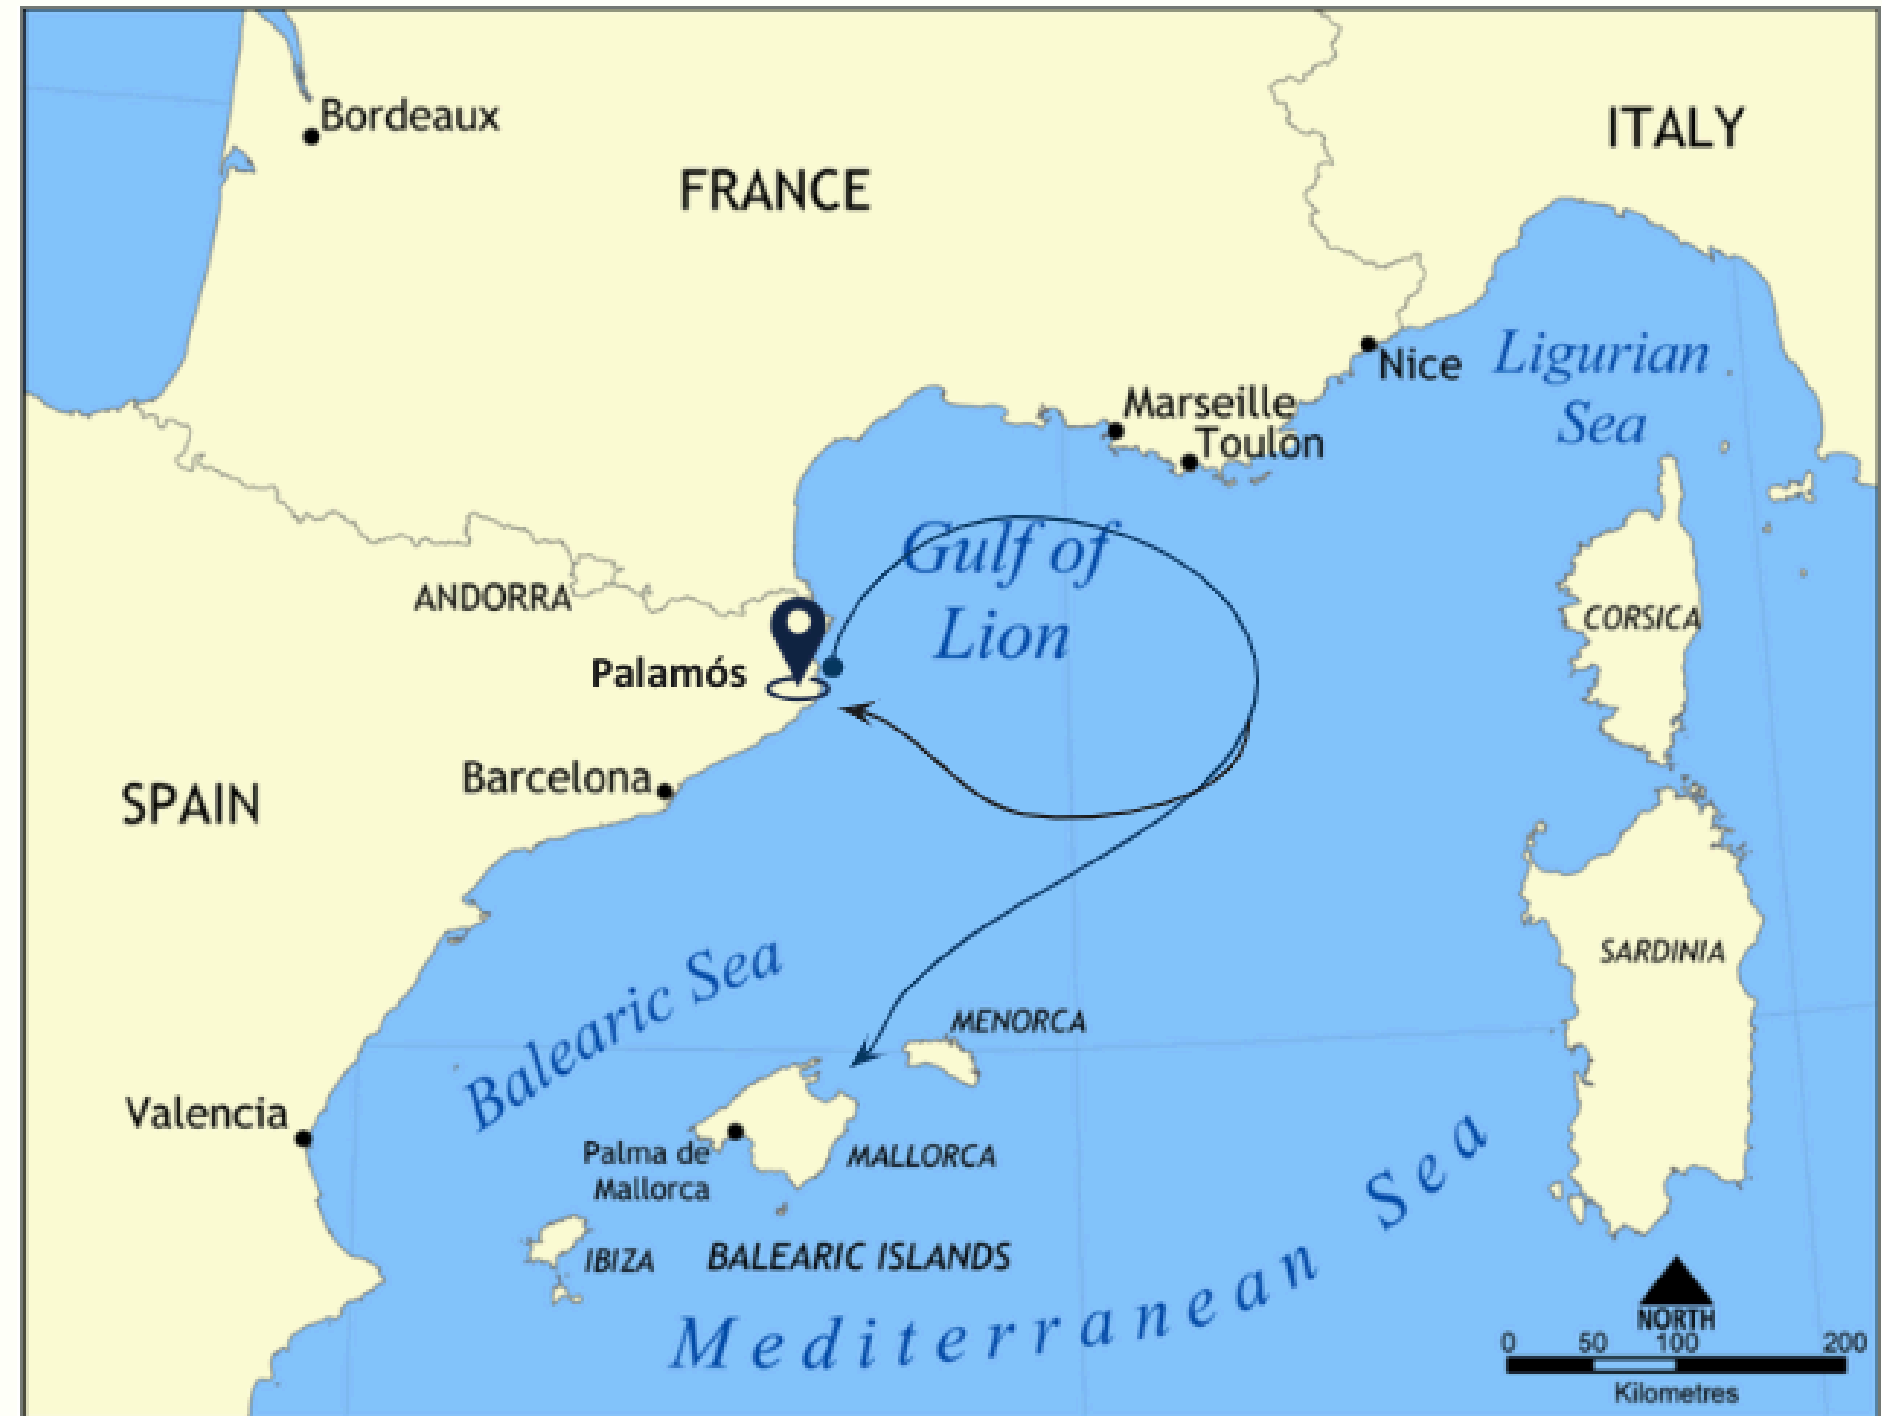 Bordeaux
FRANCE
ITALY
Nice
Ligurian
Sea
Marseille
Toulon
Gulf of
Lion
ANDORRA
CORSICA
Palamós
Barcelona
SPAIN
SARDINIA
Balearic Sea
MENORCA
Valencia
Palma de
Mallorca
MALLORCA
IBIZA
BALEARIC ISLANDS
Mediterranean Sea
NORTH
0 50 100 200
Kilometres